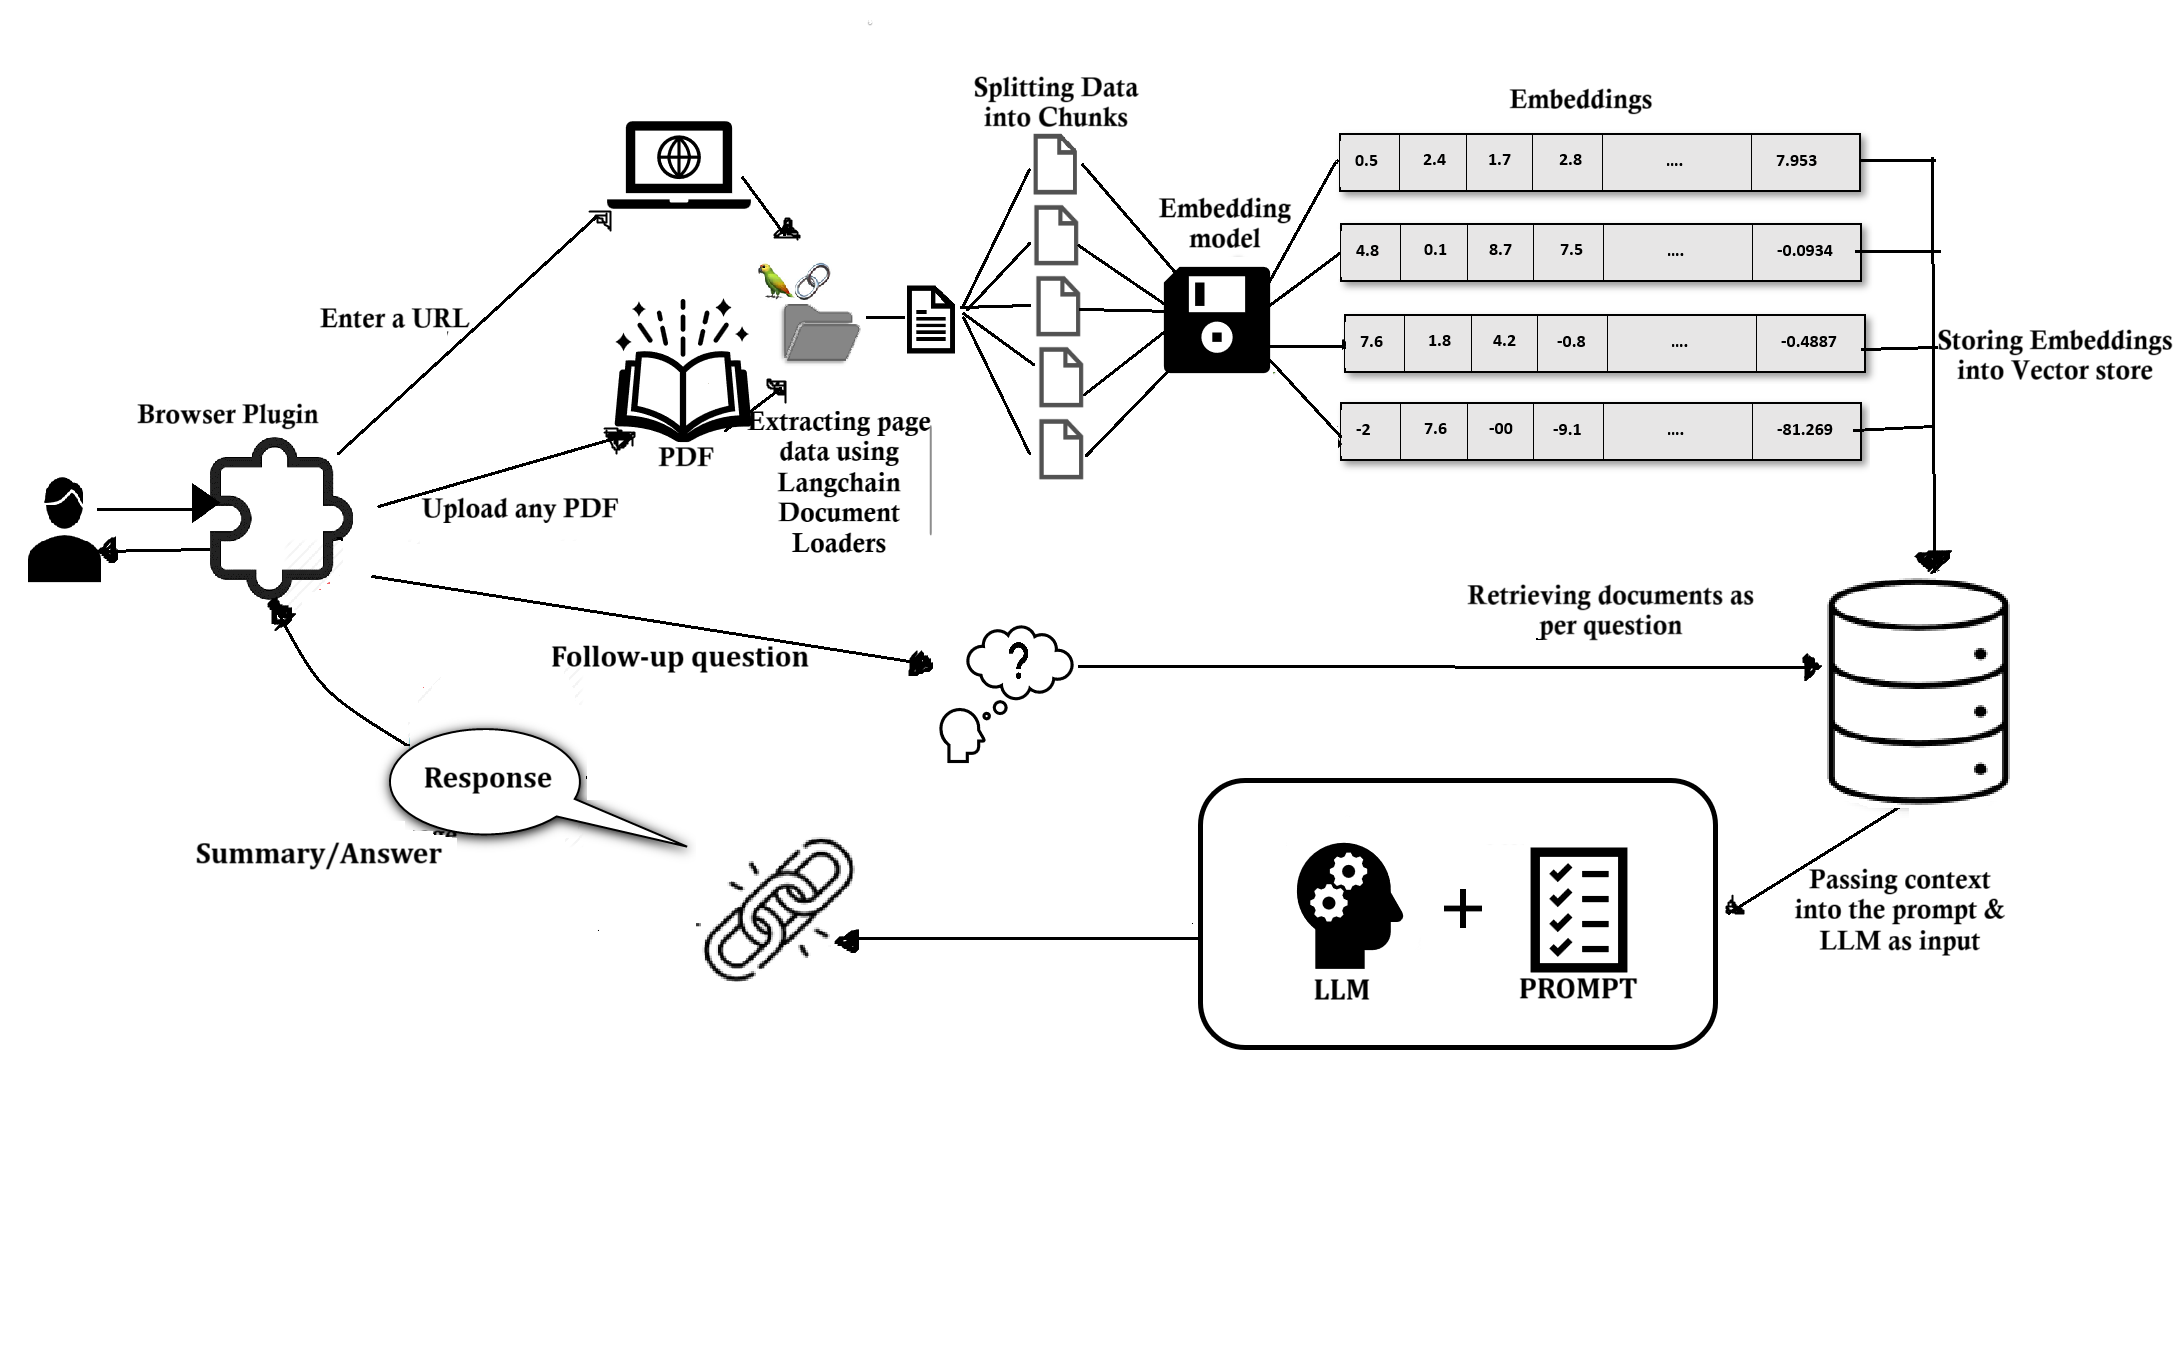 Splitting Data
into Chunks
Embeddings
0.5 2.4 1.7 2.8 .... 7.953
Embedding
model
4.8 0.1 8.7 7.5 .... -0.0934
Enter a URL
7.6 1.8 4.2 -0.8 .... -0.4887
Storing Embeddings
into Vector store
Browser Plugin
PDF
Extracting page
data using
Langchain
Document
Loaders
-2 7.6 -00 -9.1 .... -81.269
Upload any PDF
Retrieving documents as
per question
Follow-up question
?
Response
Summary/Answer
Passing context
into the prompt &
LLM as input
+
LLM
PROMPT